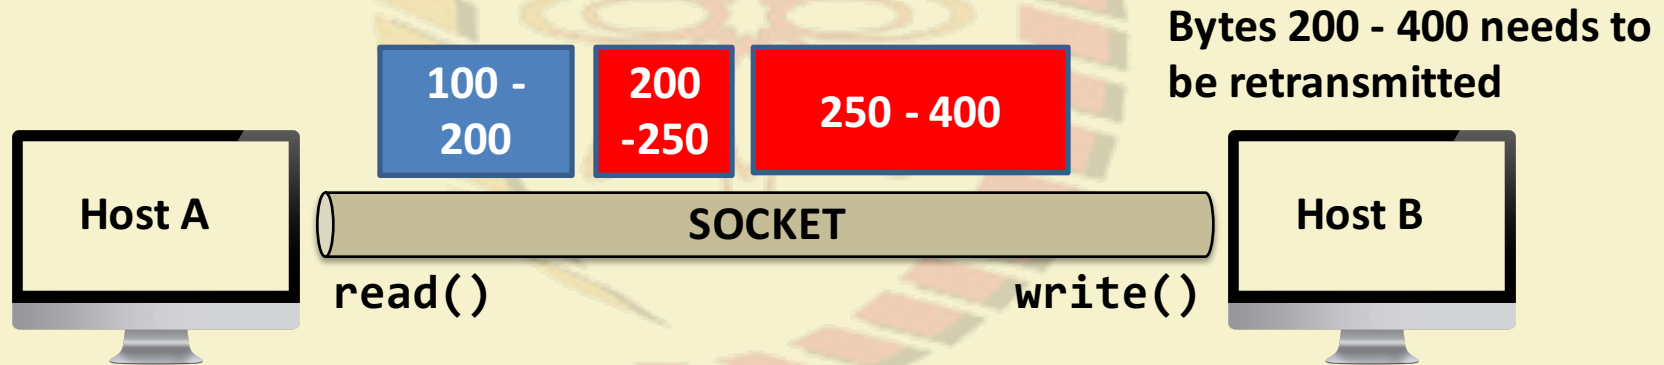 Bytes 200 - 400 needs to
be retransmitted
100 -
200
200
-250
250 - 400
Host A
SOCKET
Host B
read()
write()